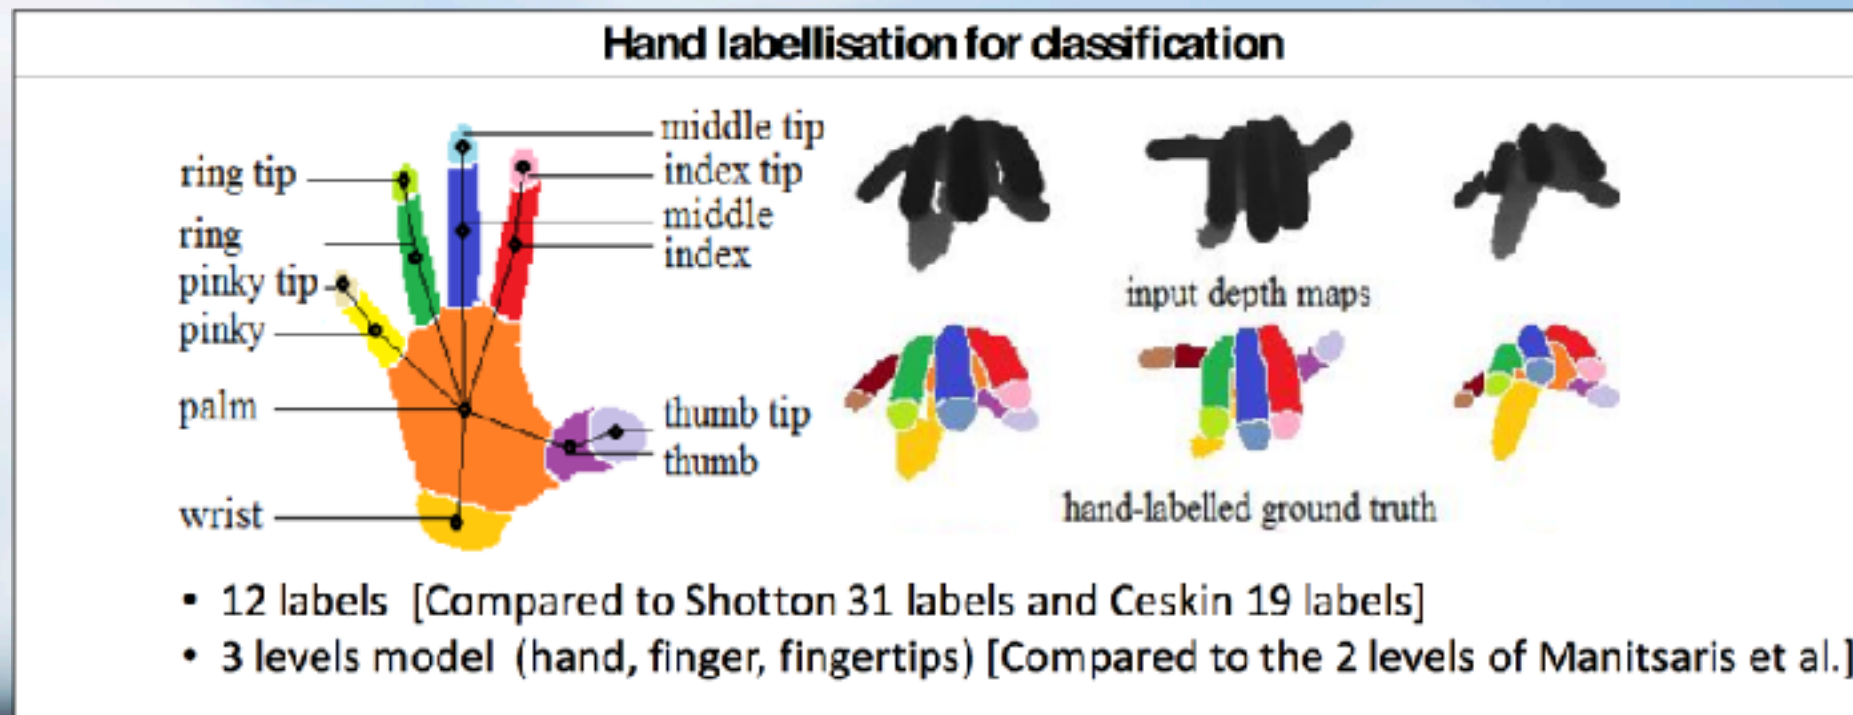 Hand labellisation for classification
middle tip
ring tip
index tip
ring
middle
index
pinky tip
pinky
palm
thumb tip
thumb
wrist
input depth maps
hand-labelled ground truth
• 12 labels [Compared to Shotton 31 labels and Ceskin 19 labels]
• 3 levels model (hand, finger, fingertips) [Compared to the 2 levels of Manitsaris et al.]